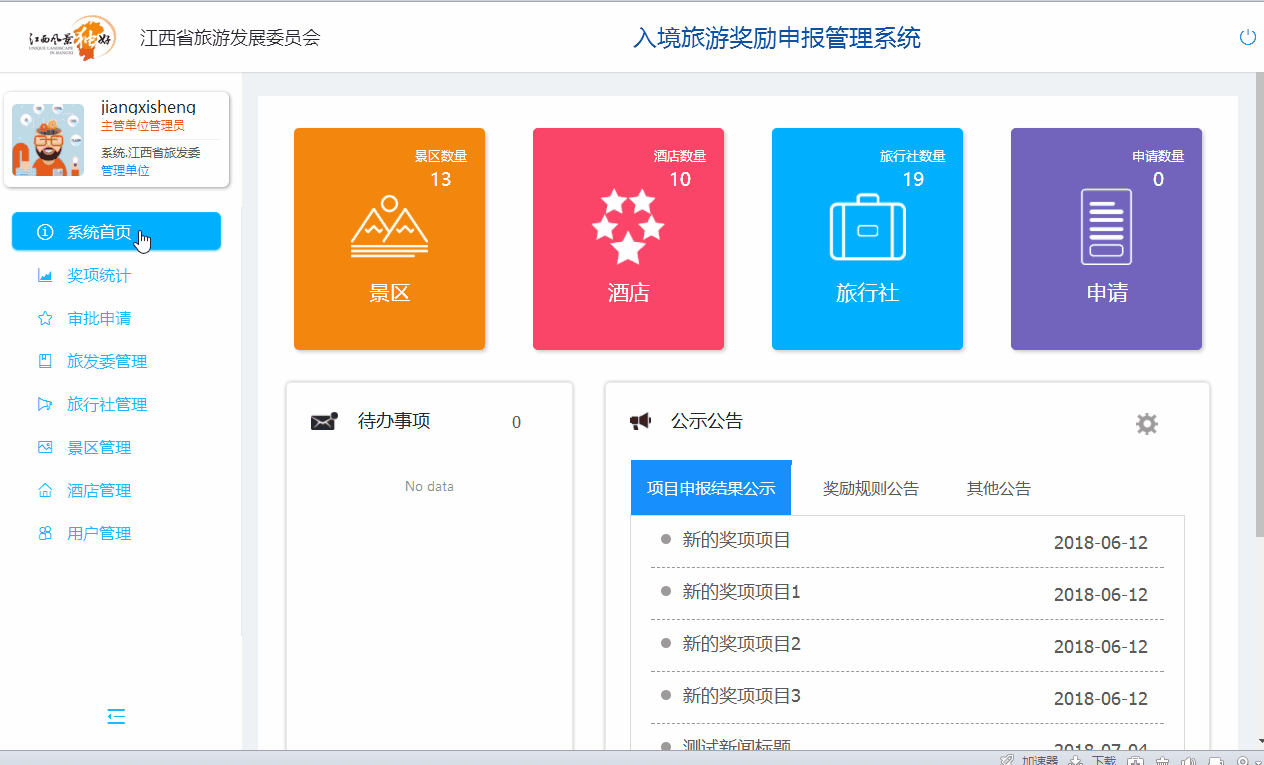 江西风景独好
UNIQUE LANDSCAPE
IN JIANGXI
江西省旅游发展委员会
入境旅游奖励申报管理系统
jiangxisheng
主管单位管理员
系统.江西省旅发委
管理单位
系统首页
奖项统计
审批申请
旅发委管理
旅行社管理
景区管理
酒店管理
用户管理
景区数量
13
景区
酒店数量
10
酒店
旅行社数量
19
旅行社
申请数量
0
申请
待办事项 0
No data
公示公告
项目申报结果公示 奖励规则公告 其他公告
新的奖项项目 2018-06-12
新的奖项项目1 2018-06-12
新的奖项项目2 2018-06-12
新的奖项项目3 2018-06-12
测试新闻标题 2018-07-04
加速器 下载